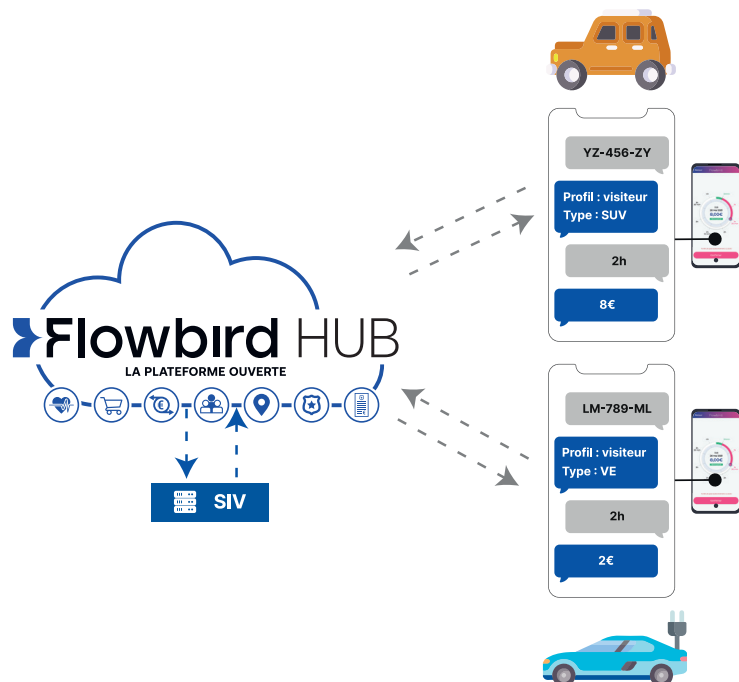 YZ-456-ZY
Profil : visiteur
Type : SUV
2h
8€
Flowbird HUB
LA PLATEFORME OUVERTE
€
SIV
LM-789-ML
Profil : visiteur
Type : VE
2h
2€